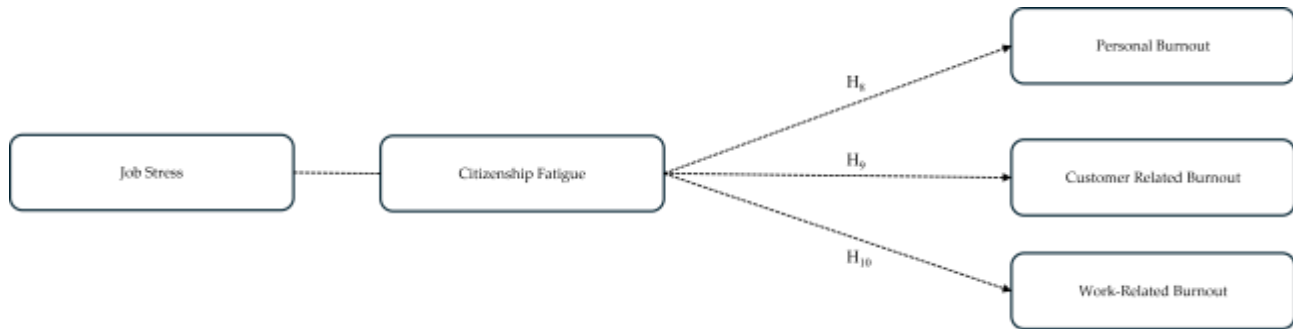 Personal Burnout
H₈
Job Stress
Citizenship Fatigue
H₉
Customer Related Burnout
H₁₀
Work-Related Burnout